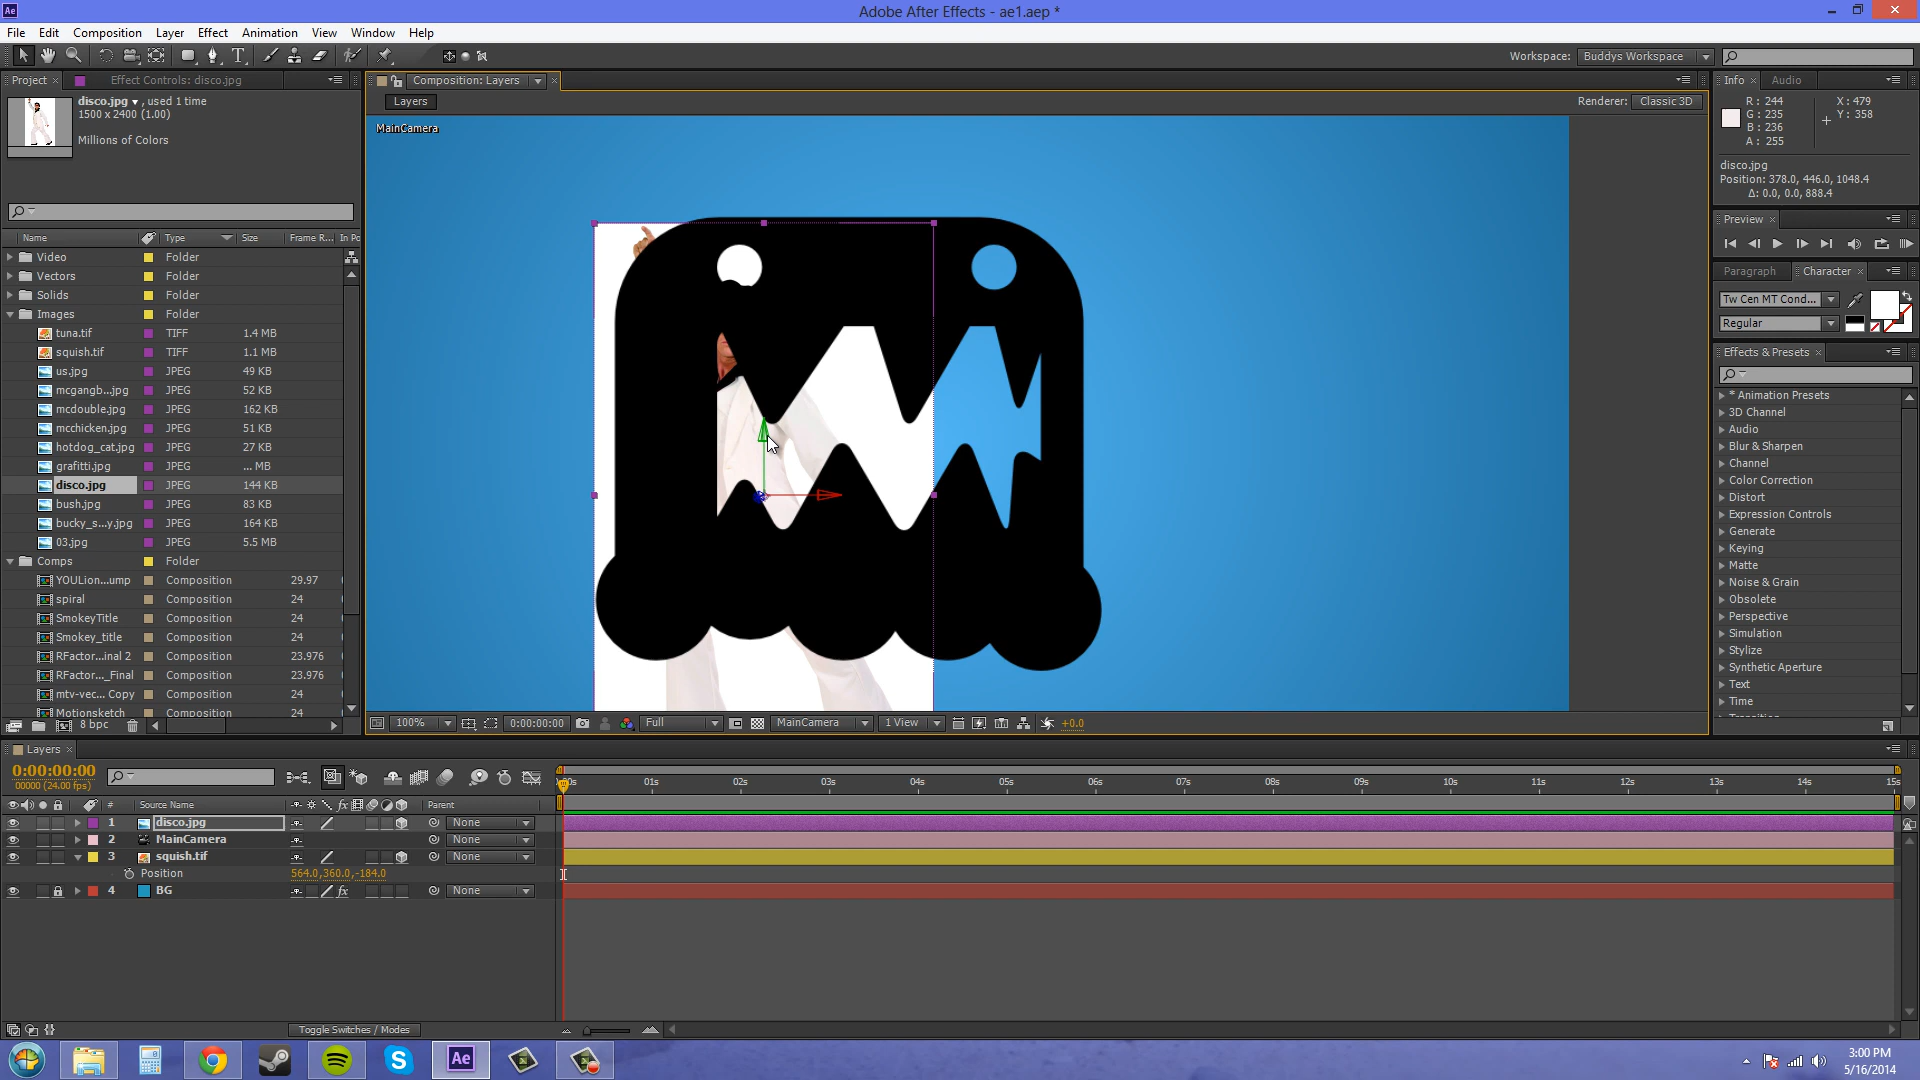 Ae
Adobe After Effects - ae1.aep *
File Edit Composition Layer Effect Animation View Window Help
Workspace: Buddys Workspace
Project × Effect Controls: disco.jpg
disco.jpg , used 1 time
1500 x 2400 (1.00)
Millions of Colors
Name Type Size Frame R... In Po
Video Folder
Vectors Folder
Solids Folder
Images Folder
tuna.tif TIFF 1.4 MB
squish.tif TIFF 1.1 MB
us.jpg JPEG 49 KB
mcgangb...jpg JPEG 52 KB
mcdouble.jpg JPEG 162 KB
mcchicken.jpg JPEG 51 KB
hotdog_cat.jpg JPEG 27 KB
grafitti.jpg JPEG ... MB
disco.jpg JPEG 144 KB
bush.jpg JPEG 83 KB
bucky_s...y.jpg JPEG 164 KB
03.jpg JPEG 5.5 MB
Comps Folder
YOULion...ump Composition 29.97
spiral Composition 24
SmokeyTitle Composition 24
Smokey_title Composition 24
RFactor...inal 2 Composition 23.976
RFactor..._Final Composition 23.976
mtv-vec... Copy Composition 24
Motionsketch Composition 24
8 bpc
Composition: Layers
Layers
Renderer: Classic 3D
MainCamera
100% 0:00:00:00 Full MainCamera 1 View +0.0
Info × Audio
R: 244
G: 235
B: 236
A: 255
X: 479
Y: 358
disco.jpg
Position: 378.0, 446.0, 1048.4
Δ: 0.0, 0.0, 888.4
Preview ×
Paragraph Character ×
Tw Cen MT Cond...
Regular
Effects & Presets ×
* Animation Presets
3D Channel
Audio
Blur & Sharpen
Channel
Color Correction
Distort
Expression Controls
Generate
Keying
Matte
Noise & Grain
Obsolete
Perspective
Simulation
Stylize
Synthetic Aperture
Text
Time
Transition
Layers ×
0:00:00:00
00000 (24.00 fps)
01s 02s 03s 04s 05s 06s 07s 08s 09s 10s 11s 12s 13s 14s 15s
# Source Name fx Parent
1 disco.jpg None
2 MainCamera None
3 squish.tif None
Position 564.0,360.0,-184.0
4 BG fx None
Toggle Switches / Modes
Ae
3:00 PM
5/16/2014